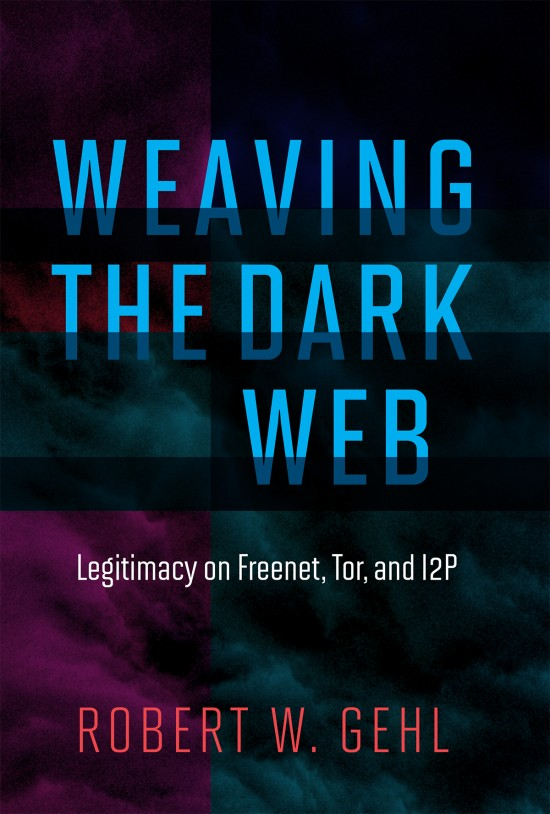 WEAVING
THE DARK
WEB
Legitimacy on Freenet, Tor, and I2P
ROBERT W. GEHL